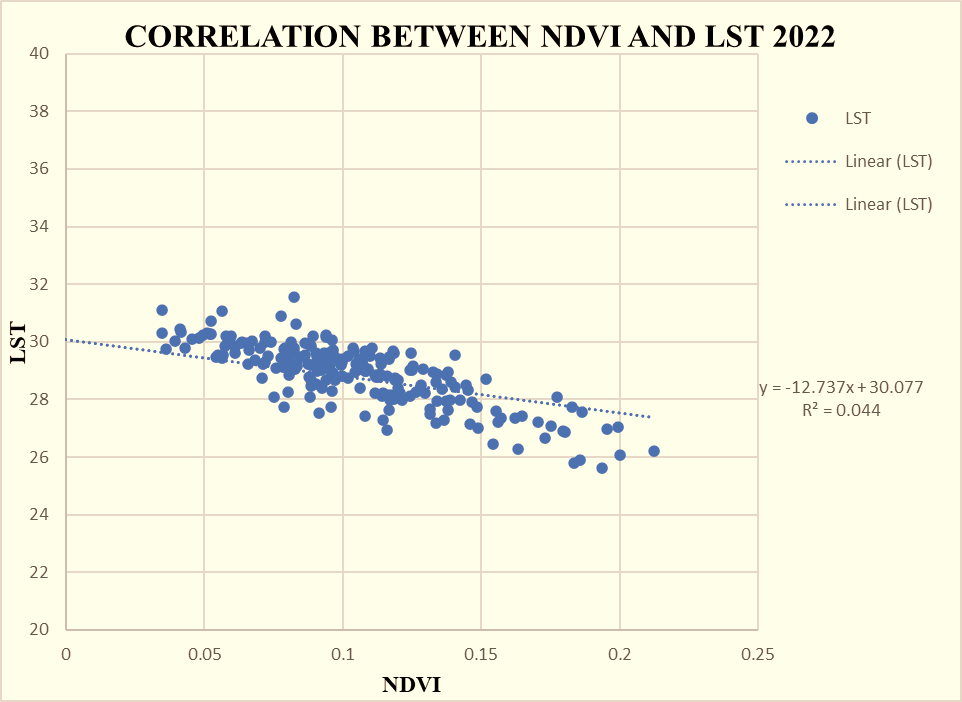 CORRELATION BETWEEN NDVI AND LST 2022
40
38
36
34
32
30
28
26
24
22
20
LST
0
0.05
0.1
0.15
0.2
0.25
NDVI
LST
Linear (LST)
Linear (LST)
y = -12.737x + 30.077
R² = 0.044